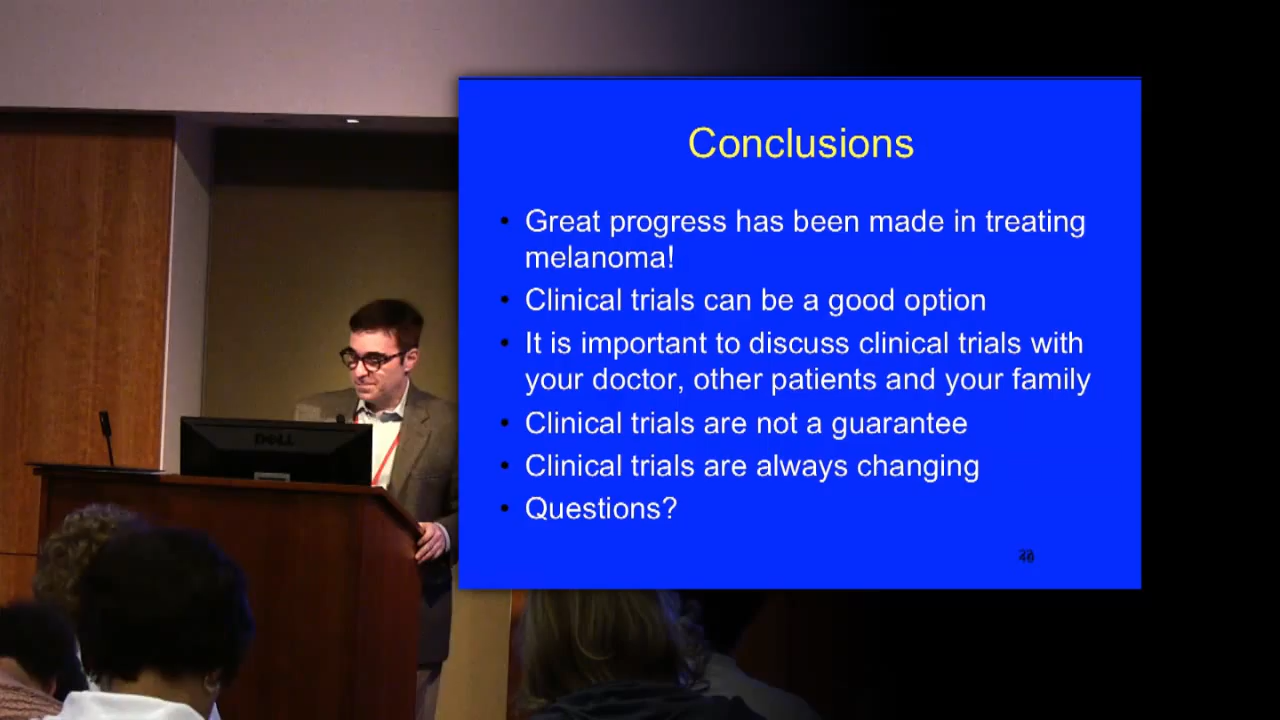 Conclusions
• Great progress has been made in treating
melanoma!
• Clinical trials can be a good option
• It is important to discuss clinical trials with
your doctor, other patients and your family
• Clinical trials are not a guarantee
• Clinical trials are always changing
• Questions?
DELL